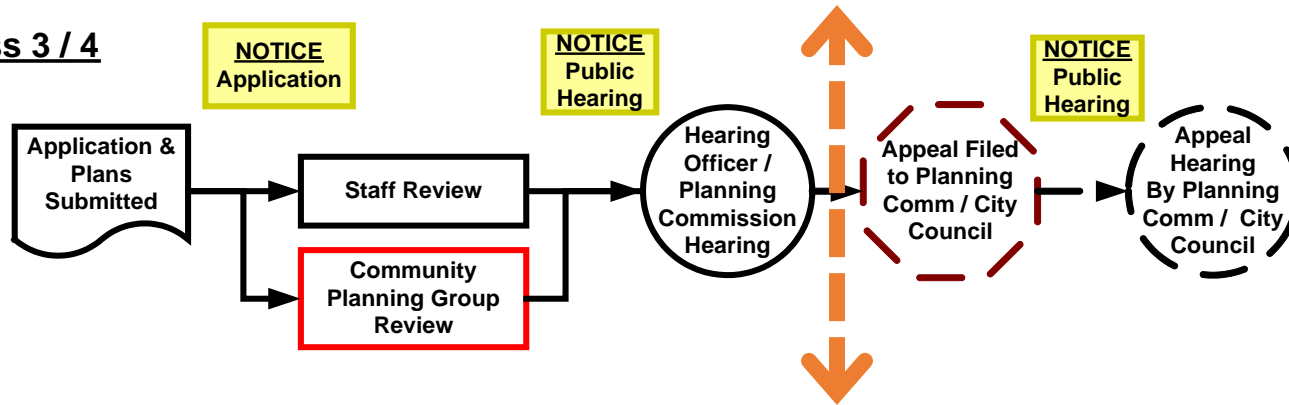 ss 3 / 4
NOTICE
Application
NOTICE
Public
Hearing
NOTICE
Public
Hearing
Application &
Plans
Submitted
Staff Review
Community
Planning Group
Review
Hearing
Officer /
Planning
Commission
Hearing
Appeal Filed
to Planning
Comm / City
Council
Appeal
Hearing
By Planning
Comm / City
Council